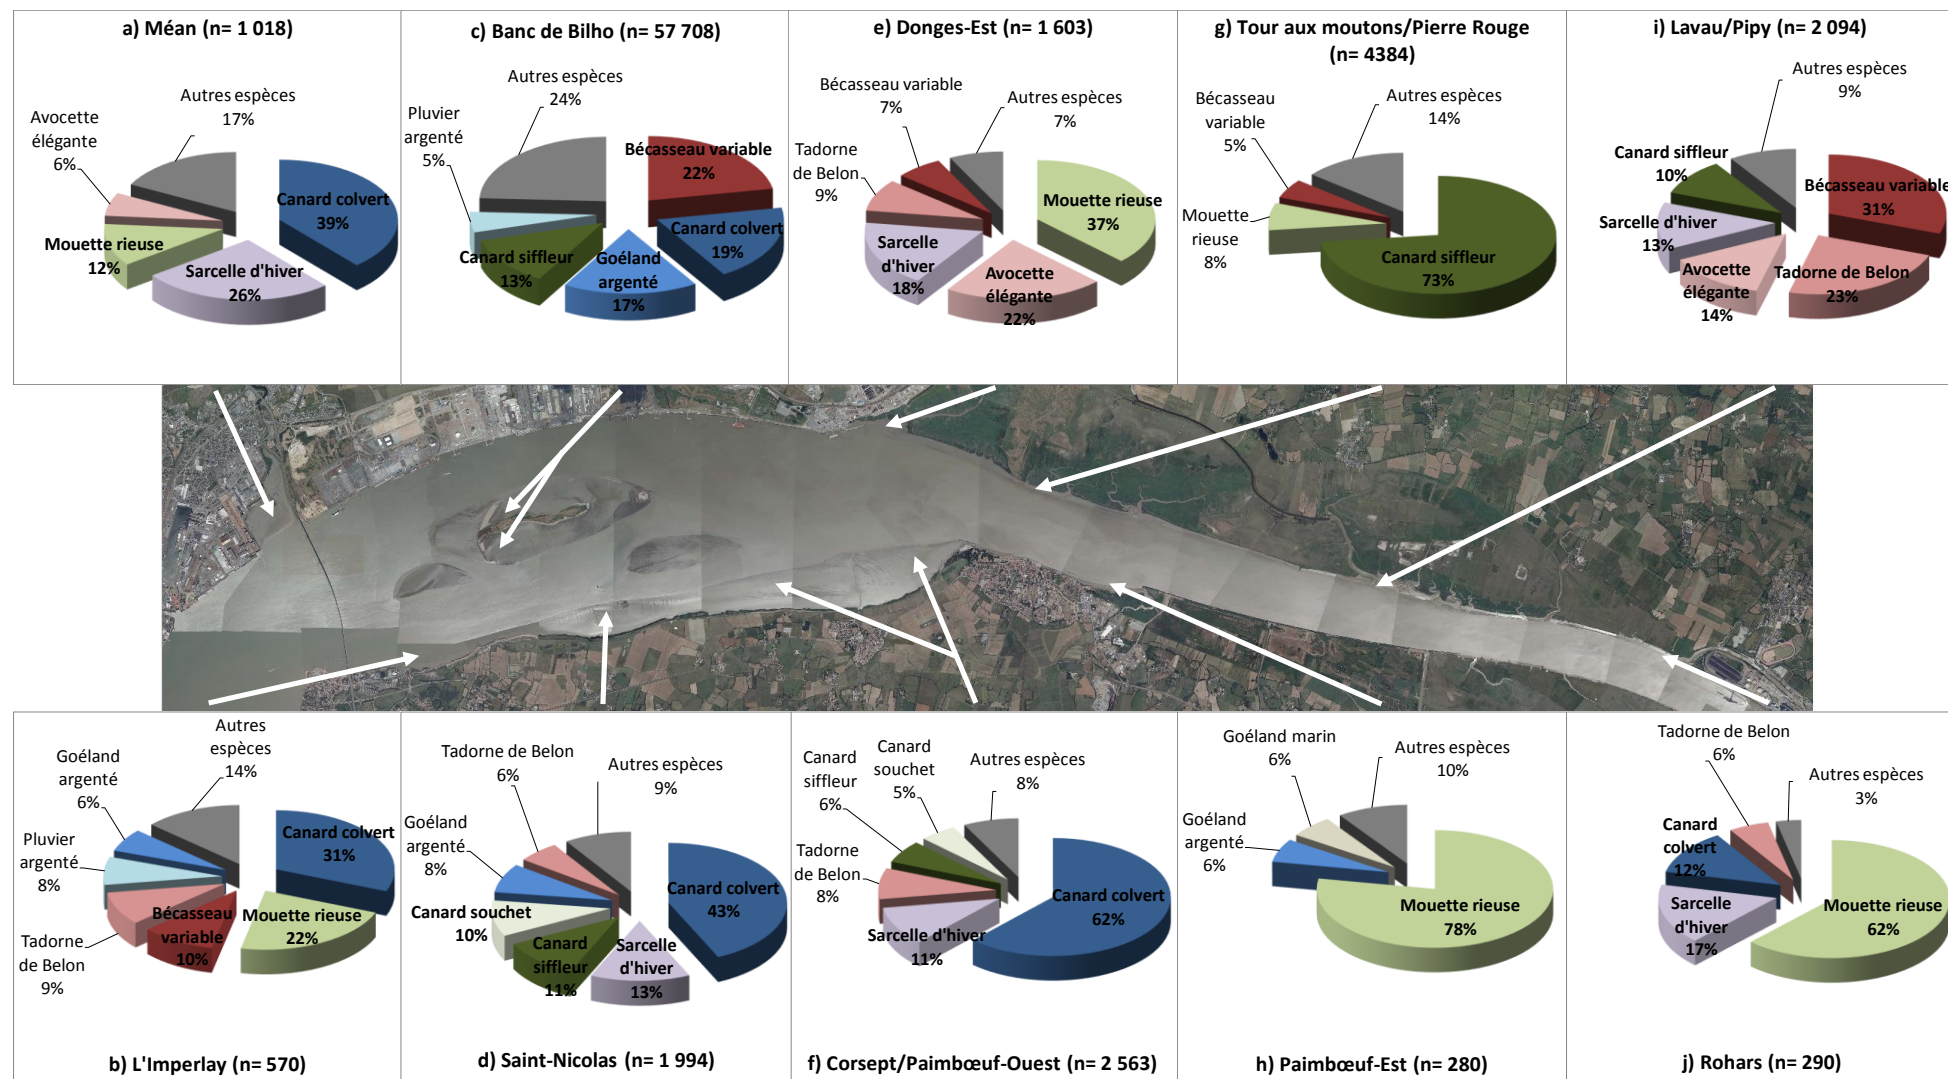 a) Méan (n= 1 018)
Autres espèces
17%
Avocette
élégante
6%
Canard colvert
39%
Mouette rieuse
12%
Sarcelle d'hiver
26%
c) Banc de Bilho (n= 57 708)
Autres espèces
24%
Pluvier
argenté
5%
Bécasseau variable
22%
Canard colvert
19%
Canard siffleur
13%
Goéland
argenté
17%
e) Donges-Est (n= 1 603)
Bécasseau variable
7%
Autres espèces
7%
Tadorne
de Belon
9%
Mouette rieuse
37%
Sarcelle
d'hiver
18%
Avocette
élégante
22%
g) Tour aux moutons/Pierre Rouge
(n= 4384)
Bécasseau
variable
5%
Autres espèces
14%
Mouette
rieuse
8%
Canard siffleur
73%
i) Lavau/Pipy (n= 2 094)
Autres espèces
9%
Canard siffleur
10%
Bécasseau variable
31%
Sarcelle d'hiver
13%
Avocette
élégante
14%
Tadorne de Belon
23%
Autres
espèces
14%
Goéland
argenté
6%
Pluvier
argenté
8%
Canard colvert
31%
Tadorne
de Belon
9%
Bécasseau
variable
10%
Mouette rieuse
22%
b) L'Imperlay (n= 570)
Tadorne de Belon
6%
Autres espèces
9%
Goéland
argenté
8%
Canard souchet
10%
Canard colvert
43%
Canard
siffleur
11%
Sarcelle
d'hiver
13%
d) Saint-Nicolas (n= 1 994)
Canard
siffleur
6%
Canard
souchet
5%
Autres espèces
8%
Tadorne
de Belon
8%
Canard colvert
62%
Sarcelle d'hiver
11%
f) Corsept/Paimbœuf-Ouest (n= 2 563)
Goéland marin
6%
Autres espèces
10%
Goéland
argenté
6%
Mouette rieuse
78%
h) Paimbœuf-Est (n= 280)
Tadorne de Belon
6%
Autres espèces
3%
Canard
colvert
12%
Sarcelle
d'hiver
17%
Mouette rieuse
62%
j) Rohars (n= 290)